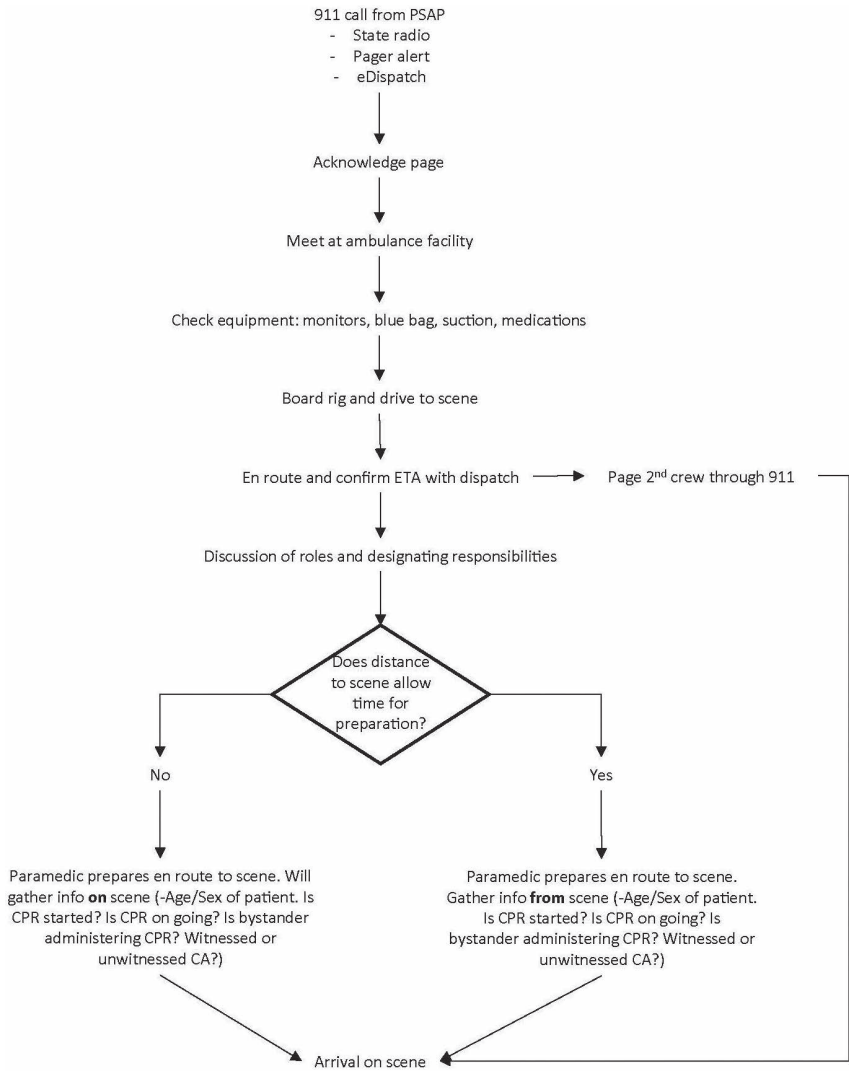 911 call from PSAP
- State radio
- Pager alert
- eDispatch
Acknowledge page
Meet at ambulance facility
Check equipment: monitors, blue bag, suction, medications
Board rig and drive to scene
En route and confirm ETA with dispatch
Page 2nd crew through 911
Discussion of roles and designating responsibilities
Does distance
to scene allow
time for
preparation?
No
Yes
Paramedic prepares en route to scene. Will
gather info on scene (-Age/Sex of patient. Is
CPR started? Is CPR on going? Is bystander
administering CPR? Witnessed or
unwitnessed CA?)
Paramedic prepares en route to scene.
Gather info from scene (-Age/Sex of patient.
Is CPR started? Is CPR on going? Is
bystander administering CPR? Witnessed or
unwitnessed CA?)
Arrival on scene